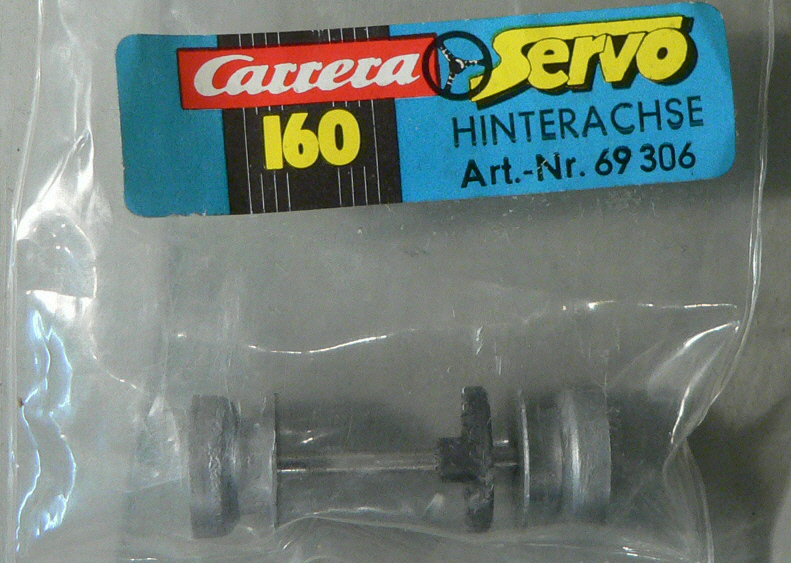 Carrera Servo
160
HINTERACHSE
Art.-Nr. 69 306